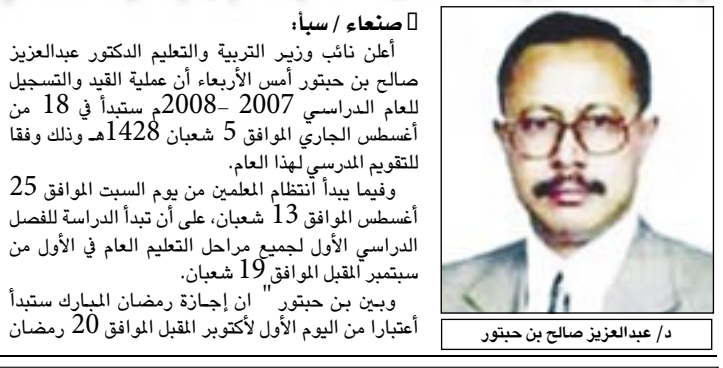 صنعاء / سبأ:
أعلن نائب وزير التربية والتعليم الدكتور عبدالعزيز
صالح بن حبتور أمس الأربعاء أن عملية القيد والتسجيل
للعام الدراسي 2007 –2008م ستبدأ في 18 من
أغسطس الجاري الموافق 5 شعبان 1428هـ وذلك وفقا
للتقويم المدرسي لهذا العام.
وفيما يبدأ انتظام المعلمين من يوم السبت الموافق 25
أغسطس الموافق 13 شعبان، على أن تبدأ الدراسة للفصل
الدراسي الأول لجميع مراحل التعليم العام في الأول من
سبتمبر المقبل الموافق 19 شعبان.
وبين بن حبتور " ان إجازة رمضان المبارك ستبدأ
أعتبارا من اليوم الأول لأكتوبر المقبل الموافق 20 رمضان
د/ عبدالعزيز صالح بن حبتور